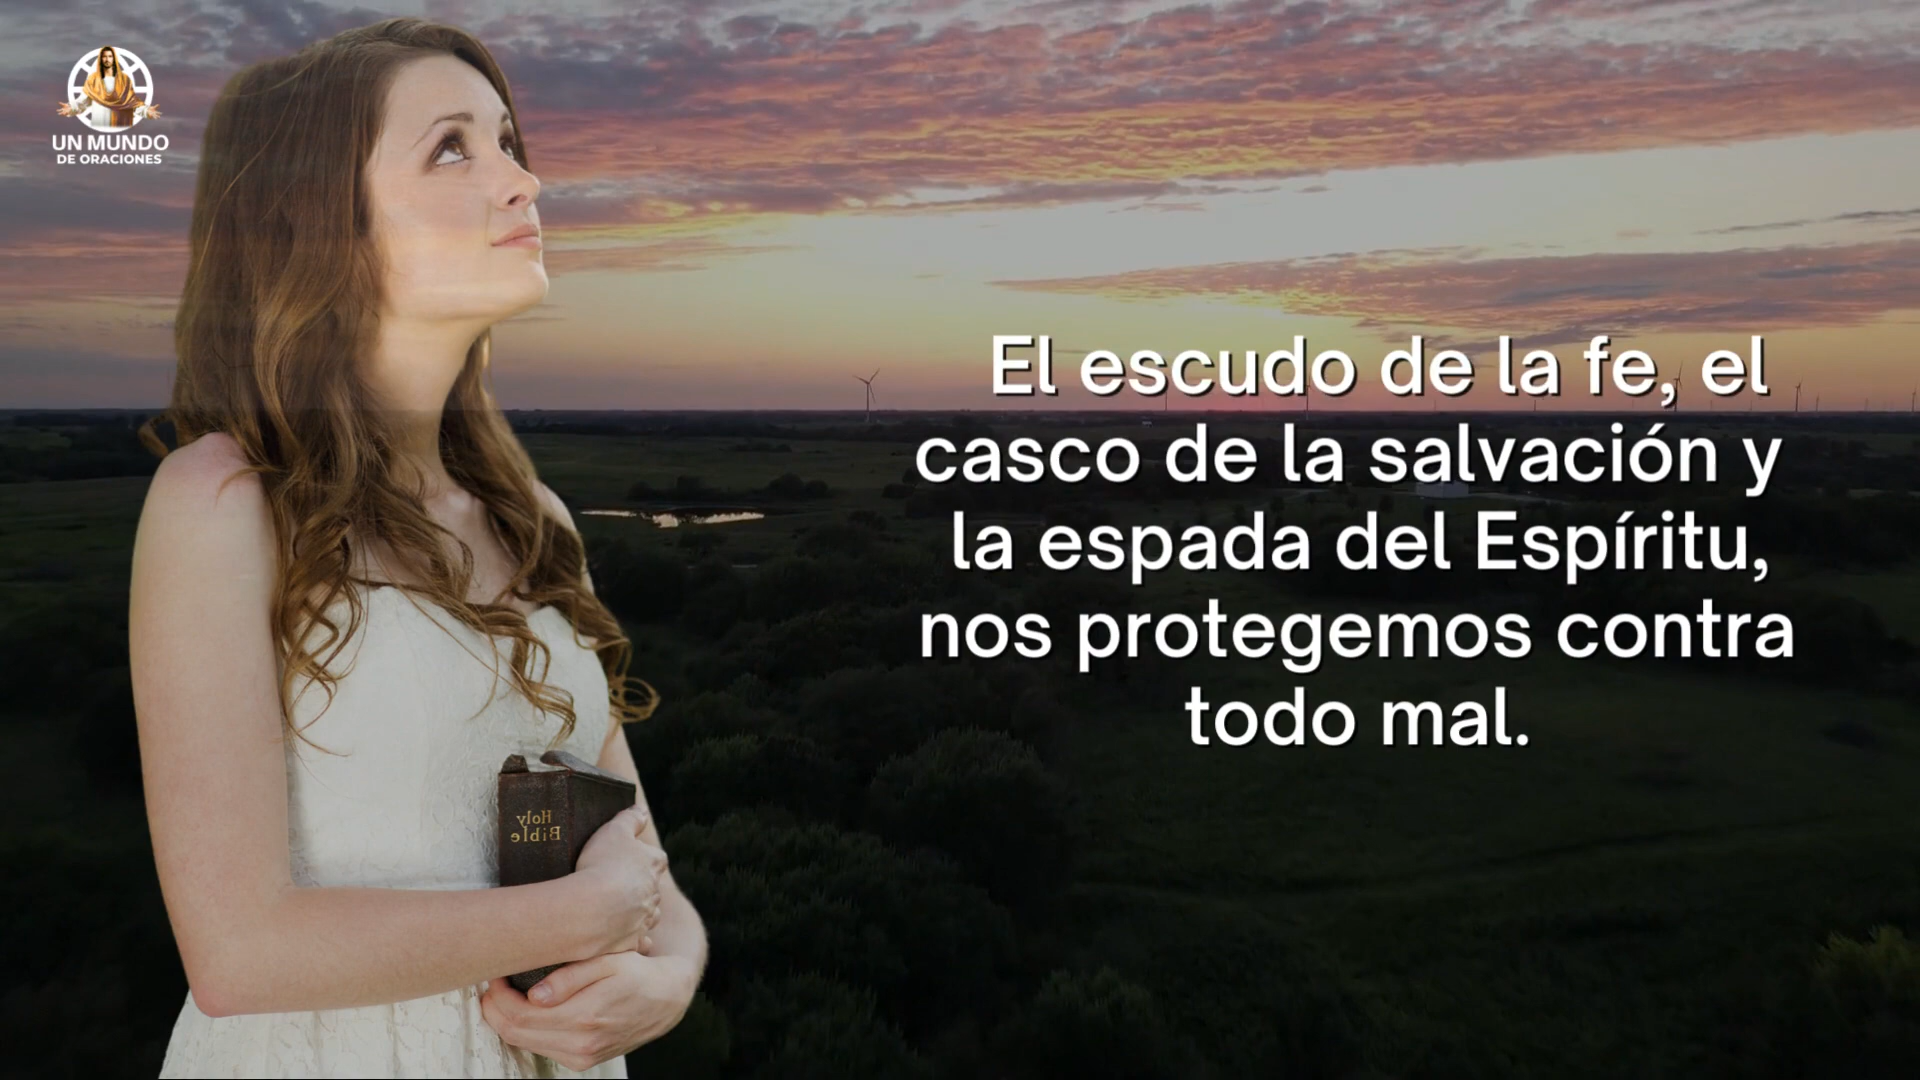 UN MUNDO
DE ORACIONES
El escudo de la fe, el
casco de la salvación y
la espada del Espíritu,
nos protegemos contra
todo mal.
Holy
Bible